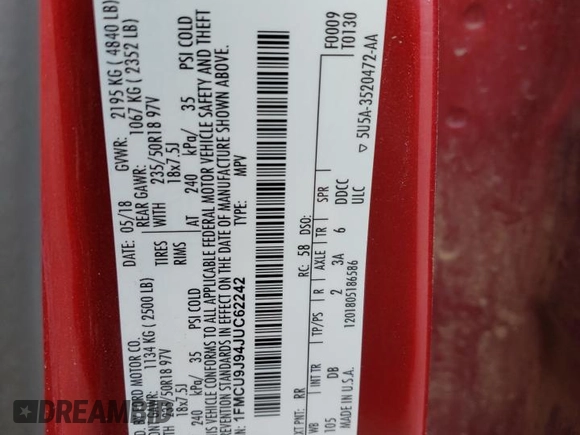 BY FORD MOTOR CO.
DATE: 05/18 GVWR: 2195 KG ( 4840 LB)
1134 KG ( 2500 LB) REAR GAWR: 1067 KG ( 2352 LB)
WITH WITH
235/50R18 97V TIRES 235/50R18 97V
18x7.5J RIMS 18x7.5J
240 kPa/ 35 PSI COLD AT 240 kPa/ 35 PSI COLD
THIS VEHICLE CONFORMS TO ALL APPLICABLE FEDERAL MOTOR VEHICLE SAFETY AND THEFT
PREVENTION STANDARDS IN EFFECT ON THE DATE OF MANUFACTURE SHOWN ABOVE.
1FMCU9J94JUC62242 TYPE: MPV
F0009
T0130
EXT PNT: RR RC: 58 DSO:
WB INT TR TP/PS R AXLE TR SPR
105 DB 2 3A 6 DDCC
ULC
MADE IN U.S.A. 1201805186586
▽ 5U5A-3520472-AA
DREAM